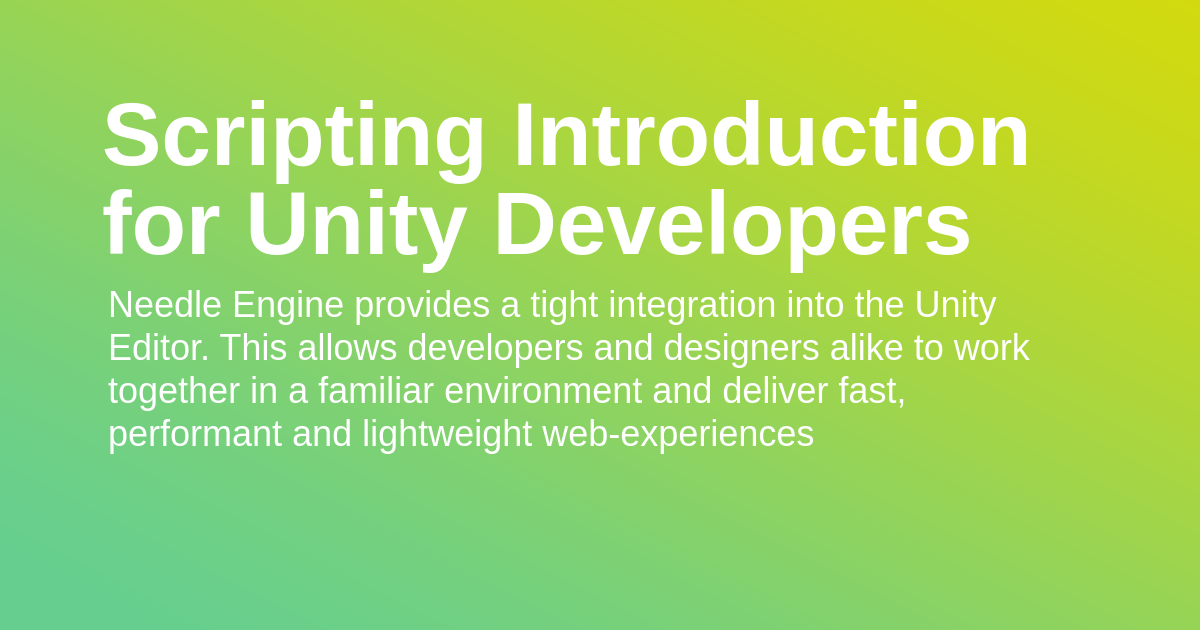 Scripting Introduction
for Unity Developers
Needle Engine provides a tight integration into the Unity
Editor. This allows developers and designers alike to work
together in a familiar environment and deliver fast,
performant and lightweight web-experiences